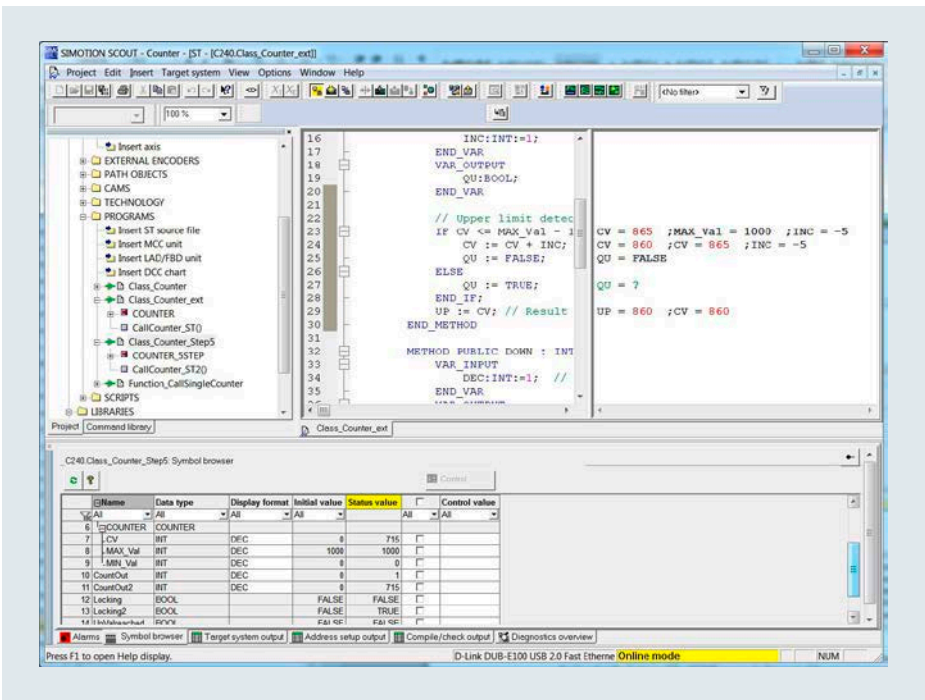 SIMOTION SCOUT - Counter - [ST - [C240.Class_Counter_ext]]
Project Edit Insert Target system View Options Window Help
<No filter>
100 %
Insert axis
EXTERNAL ENCODERS
PATH OBJECTS
CAMS
TECHNOLOGY
PROGRAMS
Insert ST source file
Insert MCC unit
Insert LAD/FBD unit
Insert DCC chart
Class_Counter
Class_Counter_ext
COUNTER
CallCounter_ST()
Class_Counter_Step5
COUNTER_5STEP
CallCounter_ST2()
Function_CallSingleCounter
SCRIPTS
LIBRARIES
Project Command library
16 INC:INT:=1;
17 END_VAR
18 VAR_OUTPUT
19 QU:BOOL;
20 END_VAR
21
22 // Upper limit detec
23 IF CV <= MAX_Val - CV = 865 ;MAX_Val = 1000 ;INC = -5
24 CV := CV + INC; CV = 860 ;CV = 865 ;INC = -5
25 QU := FALSE; QU = FALSE
26 ELSE
27 QU := TRUE; QU = ?
28 END_IF;
29 UP := CV; // Result UP = 860 ;CV = 860
30 END_METHOD
31
32 METHOD PUBLIC DOWN : INT
33 VAR_INPUT
34 DEC:INT:=1; //
35 END_VAR
Class_Counter_ext
_C240.Class_Counter_Step5: Symbol browser
Control
Name Data type Display format Initial value Status value Control value
All All All All All All
6 COUNTER COUNTER
7 CV INT DEC 0 715
8 MAX_Val INT DEC 1000 1000
9 MIN_Val INT DEC 0 0
10 CountOut INT DEC 0 1
11 CountOut2 INT DEC 0 715
12 Locking BOOL FALSE FALSE
13 Locking2 BOOL FALSE TRUE
14 BOOL FALSE FALSE
Alarms Symbol browser Target system output Address setup output Compile/check output Diagnostics overview
Press F1 to open Help display. D-Link DUB-E100 USB 2.0 Fast Etherne Online mode NUM